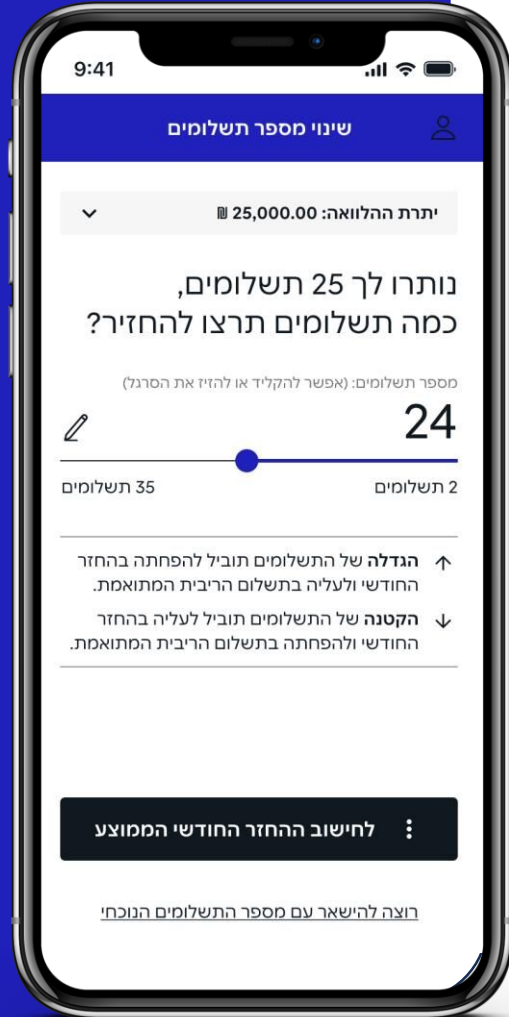 9:41
שינוי מספר תשלומים
יתרת ההלוואה: 25,000.00 ₪
נותרו לך 25 תשלומים,
כמה תשלומים תרצו להחזיר?
מספר תשלומים: (אפשר להקליד או להזיז את הסרגל)
24
2 תשלומים
35 תשלומים
הגדלה של התשלומים תוביל להפחתה בהחזר
החודשי ולעליה בתשלום הריבית המתואמת.
הקטנה של התשלומים תוביל לעליה בהחזר
החודשי ולהפחתה בתשלום הריבית המתואמת.
לחישוב ההחזר החודשי הממוצע
רוצה להישאר עם מספר התשלומים הנוכחי